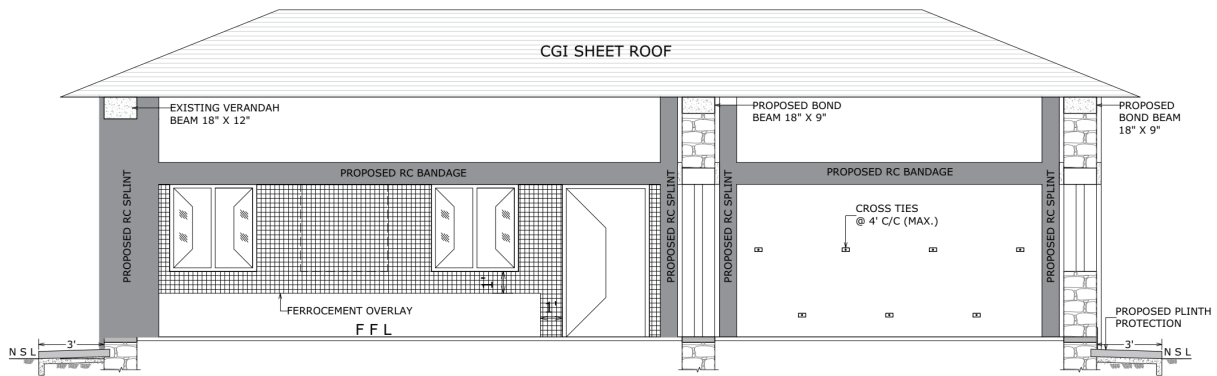 CGI SHEET ROOF
EXISTING VERANDAH
BEAM 18" X 12"
PROPOSED BOND
BEAM 18" X 9"
PROPOSED
BOND BEAM
18" X 9"
PROPOSED RC BANDAGE
PROPOSED RC BANDAGE
PROPOSED RC SPLINT
PROPOSED RC SPLINT
PROPOSED RC SPLINT
PROPOSED RC SPLINT
CROSS TIES
@ 4' C/C (MAX.)
1'
FERROCEMENT OVERLAY
1'
F F L
PROPOSED PLINTH
PROTECTION
N S L
3'
3'
N S L